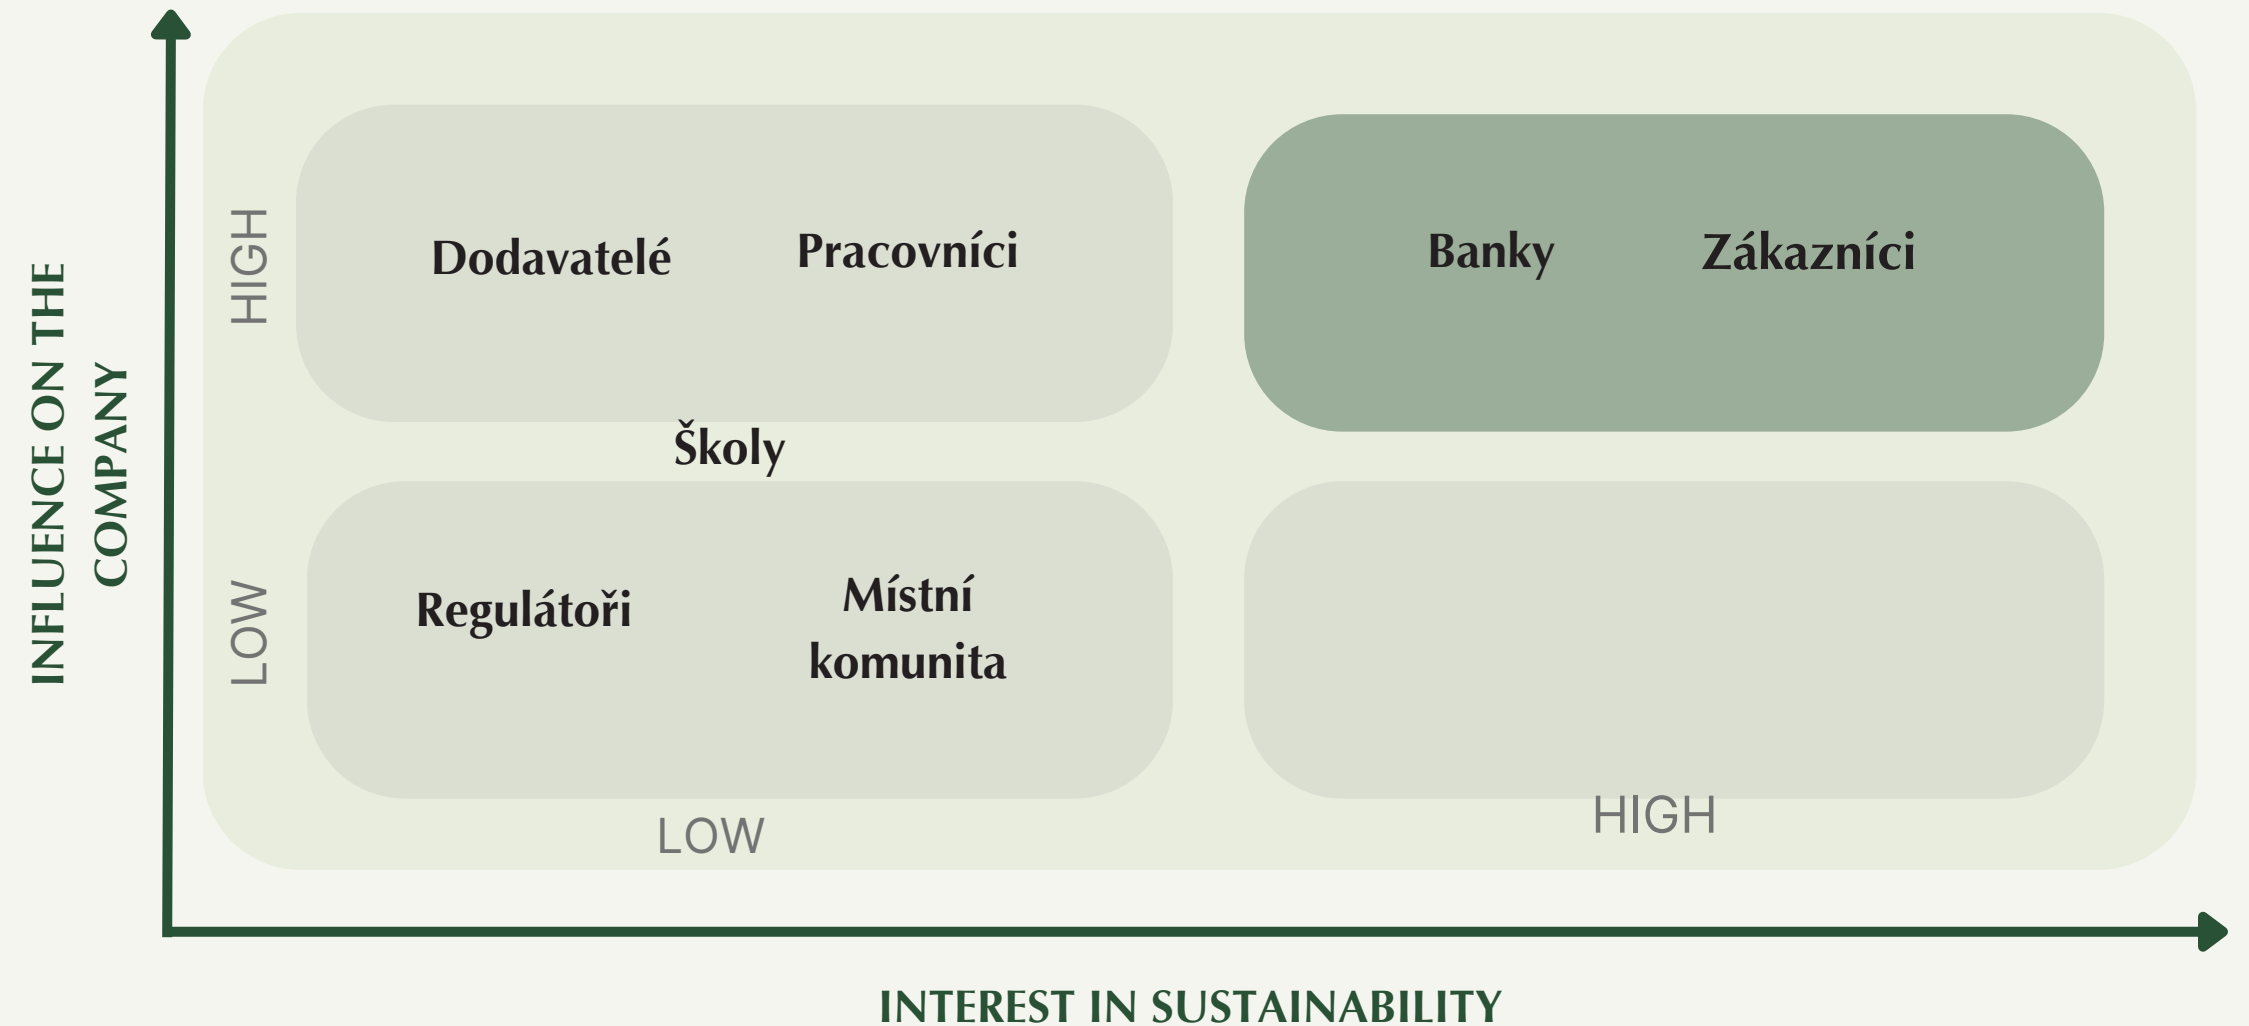 INFLUENCE ON THE
COMPANY
HIGH
Dodavatelé
Pracovníci
Banky
Zákazníci
Školy
LOW
Regulátoři
Místní
komunita
LOW
HIGH
INTEREST IN SUSTAINABILITY